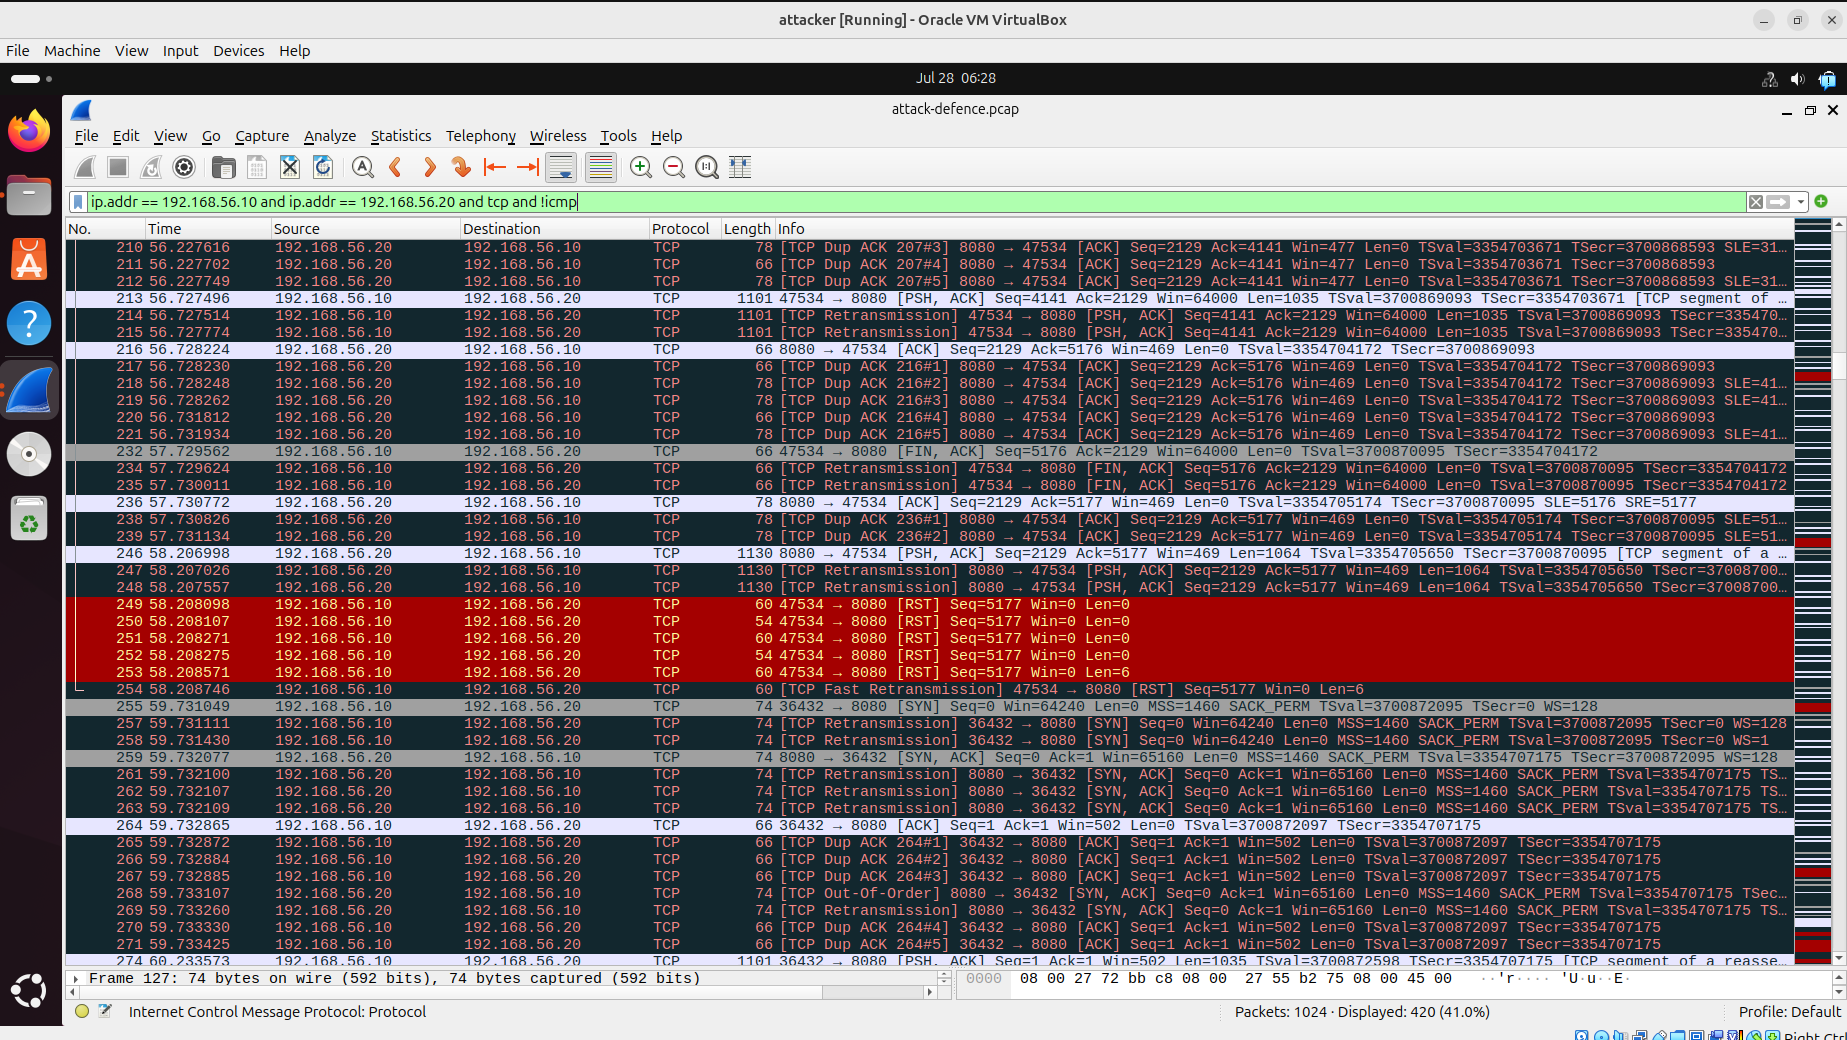 attacker [Running] - Oracle VM VirtualBox
File Machine View Input Devices Help
Jul 28 06:28
attack-defence.pcap
File Edit View Go Capture Analyze Statistics Telephony Wireless Tools Help
ip.addr == 192.168.56.10 and ip.addr == 192.168.56.20 and tcp and !icmp
No. Time Source Destination Protocol Length Info
210 56.227616 192.168.56.20 192.168.56.10 TCP 78 [TCP Dup ACK 207#3] 8080 → 47534 [ACK] Seq=2129 Ack=4141 Win=477 Len=0 TSval=3354703671 TSecr=3700868593 SLE=31…
211 56.227702 192.168.56.20 192.168.56.10 TCP 66 [TCP Dup ACK 207#4] 8080 → 47534 [ACK] Seq=2129 Ack=4141 Win=477 Len=0 TSval=3354703671 TSecr=3700868593
212 56.227749 192.168.56.20 192.168.56.10 TCP 78 [TCP Dup ACK 207#5] 8080 → 47534 [ACK] Seq=2129 Ack=4141 Win=477 Len=0 TSval=3354703671 TSecr=3700868593 SLE=31…
213 56.727496 192.168.56.10 192.168.56.20 TCP 1101 47534 → 8080 [PSH, ACK] Seq=4141 Ack=2129 Win=64000 Len=1035 TSval=3700869093 TSecr=3354703671 [TCP segment of …
214 56.727514 192.168.56.10 192.168.56.20 TCP 1101 [TCP Retransmission] 47534 → 8080 [PSH, ACK] Seq=4141 Ack=2129 Win=64000 Len=1035 TSval=3700869093 TSecr=335470…
215 56.727774 192.168.56.10 192.168.56.20 TCP 1101 [TCP Retransmission] 47534 → 8080 [PSH, ACK] Seq=4141 Ack=2129 Win=64000 Len=1035 TSval=3700869093 TSecr=335470…
216 56.728224 192.168.56.20 192.168.56.10 TCP 66 8080 → 47534 [ACK] Seq=2129 Ack=5176 Win=469 Len=0 TSval=3354704172 TSecr=3700869093
217 56.728230 192.168.56.20 192.168.56.10 TCP 66 [TCP Dup ACK 216#1] 8080 → 47534 [ACK] Seq=2129 Ack=5176 Win=469 Len=0 TSval=3354704172 TSecr=3700869093
218 56.728248 192.168.56.20 192.168.56.10 TCP 78 [TCP Dup ACK 216#2] 8080 → 47534 [ACK] Seq=2129 Ack=5176 Win=469 Len=0 TSval=3354704172 TSecr=3700869093 SLE=41…
219 56.728262 192.168.56.20 192.168.56.10 TCP 78 [TCP Dup ACK 216#3] 8080 → 47534 [ACK] Seq=2129 Ack=5176 Win=469 Len=0 TSval=3354704172 TSecr=3700869093 SLE=41…
220 56.731812 192.168.56.20 192.168.56.10 TCP 66 [TCP Dup ACK 216#4] 8080 → 47534 [ACK] Seq=2129 Ack=5176 Win=469 Len=0 TSval=3354704172 TSecr=3700869093
221 56.731934 192.168.56.20 192.168.56.10 TCP 78 [TCP Dup ACK 216#5] 8080 → 47534 [ACK] Seq=2129 Ack=5176 Win=469 Len=0 TSval=3354704172 TSecr=3700869093 SLE=41…
232 57.729562 192.168.56.10 192.168.56.20 TCP 66 47534 → 8080 [FIN, ACK] Seq=5176 Ack=2129 Win=64000 Len=0 TSval=3700870095 TSecr=3354704172
234 57.729624 192.168.56.10 192.168.56.20 TCP 66 [TCP Retransmission] 47534 → 8080 [FIN, ACK] Seq=5176 Ack=2129 Win=64000 Len=0 TSval=3700870095 TSecr=3354704172
235 57.730011 192.168.56.10 192.168.56.20 TCP 66 [TCP Retransmission] 47534 → 8080 [FIN, ACK] Seq=5176 Ack=2129 Win=64000 Len=0 TSval=3700870095 TSecr=3354704172
236 57.730772 192.168.56.20 192.168.56.10 TCP 78 8080 → 47534 [ACK] Seq=2129 Ack=5177 Win=469 Len=0 TSval=3354705174 TSecr=3700870095 SLE=5176 SRE=5177
238 57.730826 192.168.56.20 192.168.56.10 TCP 78 [TCP Dup ACK 236#1] 8080 → 47534 [ACK] Seq=2129 Ack=5177 Win=469 Len=0 TSval=3354705174 TSecr=3700870095 SLE=51…
239 57.731134 192.168.56.20 192.168.56.10 TCP 78 [TCP Dup ACK 236#2] 8080 → 47534 [ACK] Seq=2129 Ack=5177 Win=469 Len=0 TSval=3354705174 TSecr=3700870095 SLE=51…
246 58.206998 192.168.56.20 192.168.56.10 TCP 1130 8080 → 47534 [PSH, ACK] Seq=2129 Ack=5177 Win=469 Len=1064 TSval=3354705650 TSecr=3700870095 [TCP segment of a …
247 58.207026 192.168.56.20 192.168.56.10 TCP 1130 [TCP Retransmission] 8080 → 47534 [PSH, ACK] Seq=2129 Ack=5177 Win=469 Len=1064 TSval=3354705650 TSecr=37008700…
248 58.207557 192.168.56.20 192.168.56.10 TCP 1130 [TCP Retransmission] 8080 → 47534 [PSH, ACK] Seq=2129 Ack=5177 Win=469 Len=1064 TSval=3354705650 TSecr=37008700…
249 58.208098 192.168.56.10 192.168.56.20 TCP 60 47534 → 8080 [RST] Seq=5177 Win=0 Len=0
250 58.208107 192.168.56.10 192.168.56.20 TCP 54 47534 → 8080 [RST] Seq=5177 Win=0 Len=0
251 58.208271 192.168.56.10 192.168.56.20 TCP 60 47534 → 8080 [RST] Seq=5177 Win=0 Len=0
252 58.208275 192.168.56.10 192.168.56.20 TCP 54 47534 → 8080 [RST] Seq=5177 Win=0 Len=0
253 58.208571 192.168.56.10 192.168.56.20 TCP 60 47534 → 8080 [RST] Seq=5177 Win=0 Len=6
254 58.208746 192.168.56.10 192.168.56.20 TCP 60 [TCP Fast Retransmission] 47534 → 8080 [RST] Seq=5177 Win=0 Len=6
255 59.731049 192.168.56.10 192.168.56.20 TCP 74 36432 → 8080 [SYN] Seq=0 Win=64240 Len=0 MSS=1460 SACK_PERM TSval=3700872095 TSecr=0 WS=128
257 59.731111 192.168.56.10 192.168.56.20 TCP 74 [TCP Retransmission] 36432 → 8080 [SYN] Seq=0 Win=64240 Len=0 MSS=1460 SACK_PERM TSval=3700872095 TSecr=0 WS=128
258 59.731430 192.168.56.10 192.168.56.20 TCP 74 [TCP Retransmission] 36432 → 8080 [SYN] Seq=0 Win=64240 Len=0 MSS=1460 SACK_PERM TSval=3700872095 TSecr=0 WS=1
259 59.732077 192.168.56.20 192.168.56.10 TCP 74 8080 → 36432 [SYN, ACK] Seq=0 Ack=1 Win=65160 Len=0 MSS=1460 SACK_PERM TSval=3354707175 TSecr=3700872095 WS=128
261 59.732100 192.168.56.20 192.168.56.10 TCP 74 [TCP Retransmission] 8080 → 36432 [SYN, ACK] Seq=0 Ack=1 Win=65160 Len=0 MSS=1460 SACK_PERM TSval=3354707175 TS…
262 59.732107 192.168.56.20 192.168.56.10 TCP 74 [TCP Retransmission] 8080 → 36432 [SYN, ACK] Seq=0 Ack=1 Win=65160 Len=0 MSS=1460 SACK_PERM TSval=3354707175 TS…
263 59.732109 192.168.56.20 192.168.56.10 TCP 74 [TCP Retransmission] 8080 → 36432 [SYN, ACK] Seq=0 Ack=1 Win=65160 Len=0 MSS=1460 SACK_PERM TSval=3354707175 TS…
264 59.732865 192.168.56.10 192.168.56.20 TCP 66 36432 → 8080 [ACK] Seq=1 Ack=1 Win=502 Len=0 TSval=3700872097 TSecr=3354707175
265 59.732872 192.168.56.10 192.168.56.20 TCP 66 [TCP Dup ACK 264#1] 36432 → 8080 [ACK] Seq=1 Ack=1 Win=502 Len=0 TSval=3700872097 TSecr=3354707175
266 59.732884 192.168.56.10 192.168.56.20 TCP 66 [TCP Dup ACK 264#2] 36432 → 8080 [ACK] Seq=1 Ack=1 Win=502 Len=0 TSval=3700872097 TSecr=3354707175
267 59.732885 192.168.56.10 192.168.56.20 TCP 66 [TCP Dup ACK 264#3] 36432 → 8080 [ACK] Seq=1 Ack=1 Win=502 Len=0 TSval=3700872097 TSecr=3354707175
268 59.733107 192.168.56.20 192.168.56.10 TCP 74 [TCP Out-Of-Order] 8080 → 36432 [SYN, ACK] Seq=0 Ack=1 Win=65160 Len=0 MSS=1460 SACK_PERM TSval=3354707175 TSec…
269 59.733260 192.168.56.20 192.168.56.10 TCP 74 [TCP Retransmission] 8080 → 36432 [SYN, ACK] Seq=0 Ack=1 Win=65160 Len=0 MSS=1460 SACK_PERM TSval=3354707175 TS…
270 59.733330 192.168.56.10 192.168.56.20 TCP 66 [TCP Dup ACK 264#4] 36432 → 8080 [ACK] Seq=1 Ack=1 Win=502 Len=0 TSval=3700872097 TSecr=3354707175
271 59.733425 192.168.56.10 192.168.56.20 TCP 66 [TCP Dup ACK 264#5] 36432 → 8080 [ACK] Seq=1 Ack=1 Win=502 Len=0 TSval=3700872097 TSecr=3354707175
274 60.233573 192.168.56.10 192.168.56.20 TCP 1101 36432 → 8080 [PSH, ACK] Seq=1 Ack=1 Win=502 Len=1035 TSval=3700872598 TSecr=3354707175 [TCP segment of a reasse…
Frame 127: 74 bytes on wire (592 bits), 74 bytes captured (592 bits)
0000 08 00 27 72 bb c8 08 00 27 55 b2 75 08 00 45 00 ··'r···· 'U·u··E·
Internet Control Message Protocol: Protocol
Packets: 1024 · Displayed: 420 (41.0%)
Profile: Default
Right Ctrl